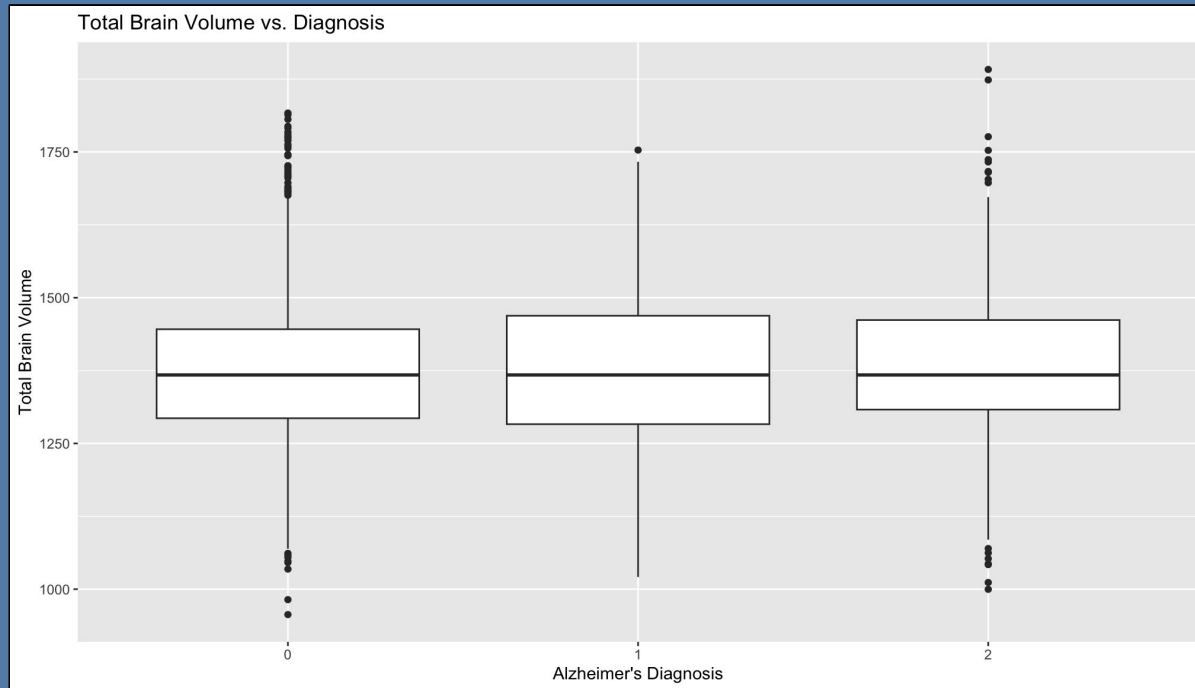 Total Brain Volume vs. Diagnosis
Total Brain Volume
1750
1500
1250
1000
0 1 2
Alzheimer's Diagnosis